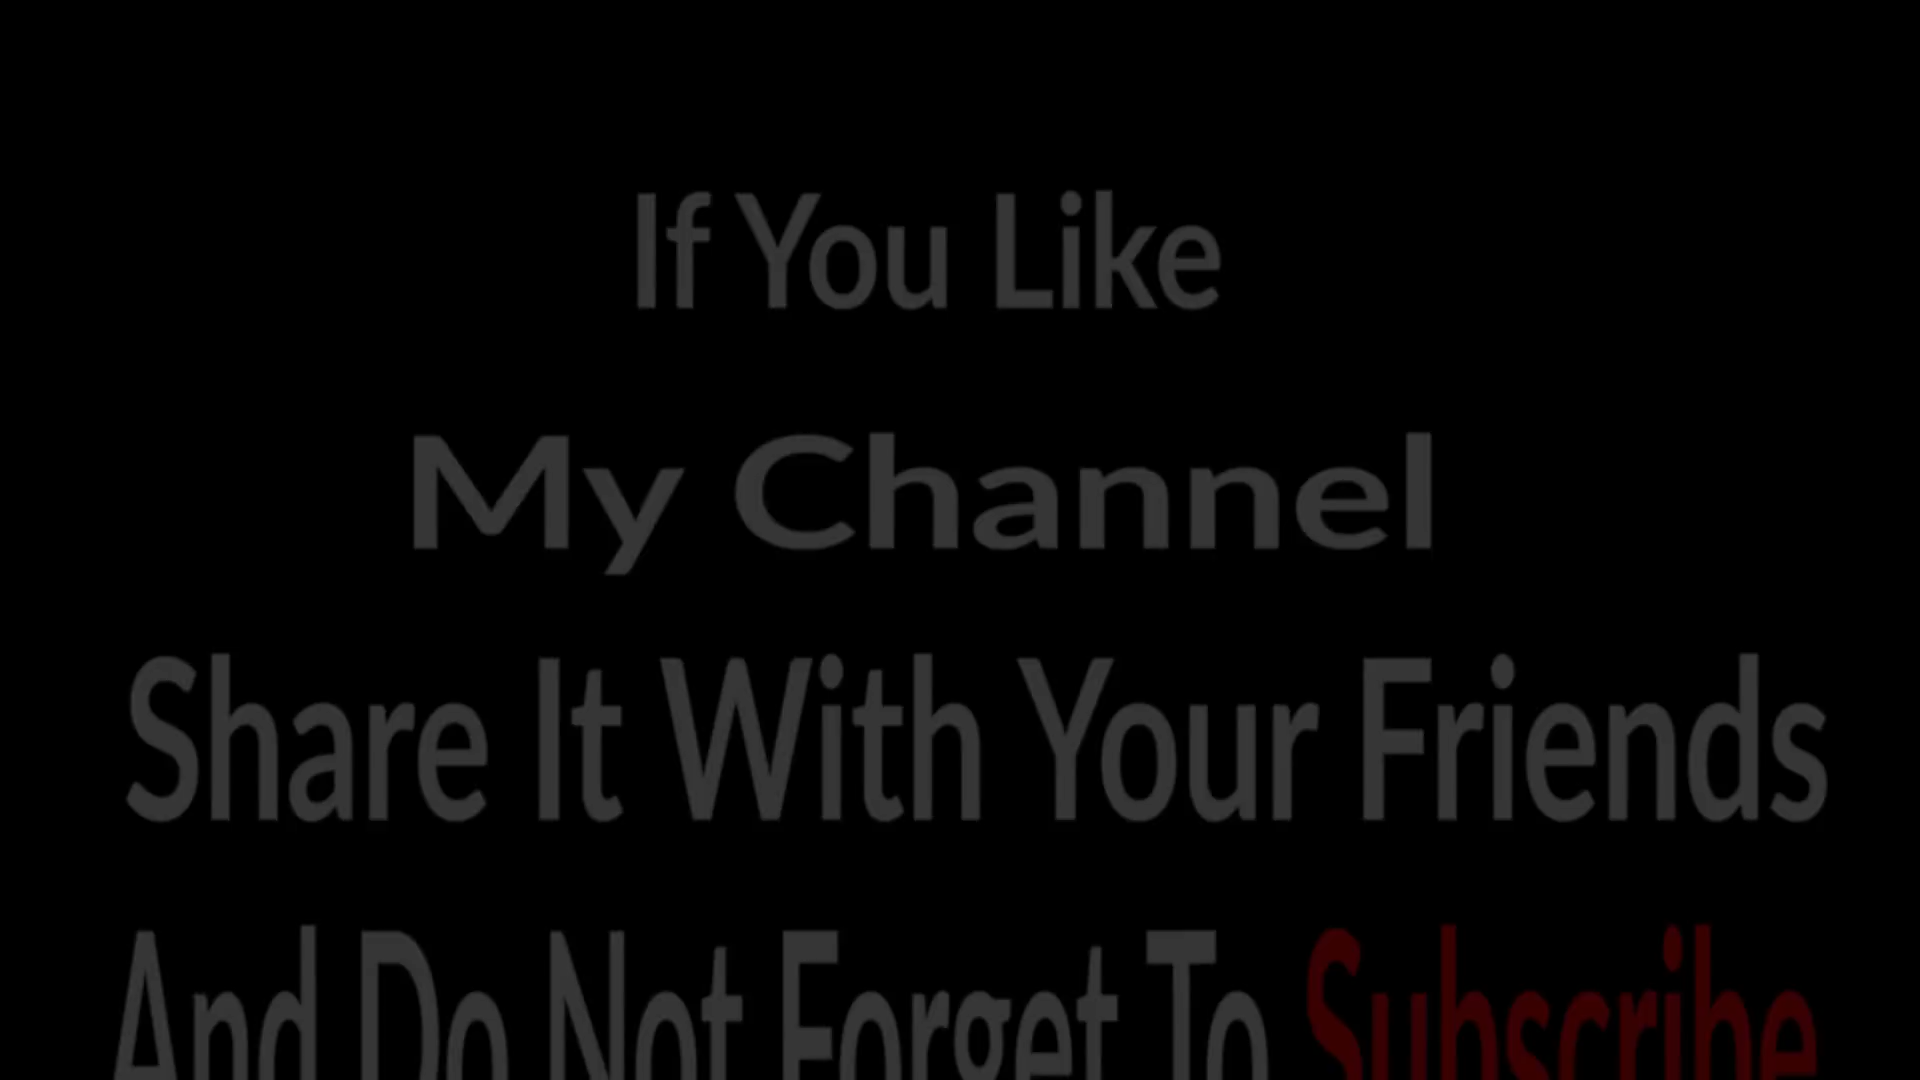 If You Like
My Channel
Share It With Your Friends
And Do Not Forget To Subscribe